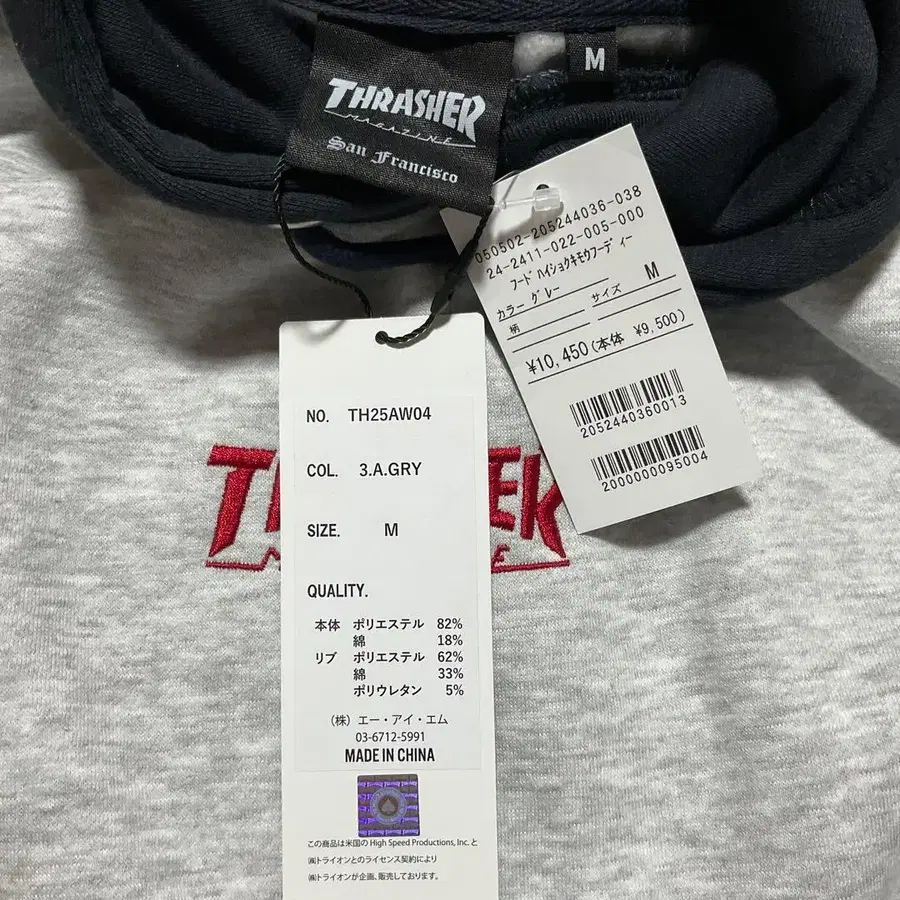 THRASHER
MAGAZINE
San Francisco
M
050502-205244036-038
24-2411-022-005-000
フード ハイショクキモウフーディー
カラー グレー
サイズ M
柄
¥10,450(本体 ¥9,500)
2052440360013
2000000095004
NO. TH25AW04
COL. 3.A.GRY
SIZE. M
QUALITY.
本体 ポリエステル 82%
綿 18%
リブ ポリエステル 62%
綿 33%
ポリウレタン 5%
(株) エー・アイ・エム
03-6712-5991
MADE IN CHINA
この商品は米国の High Speed Productions, Inc. と
㈱トライオンとのライセンス契約により
㈱トライオンが企画、販売しております。